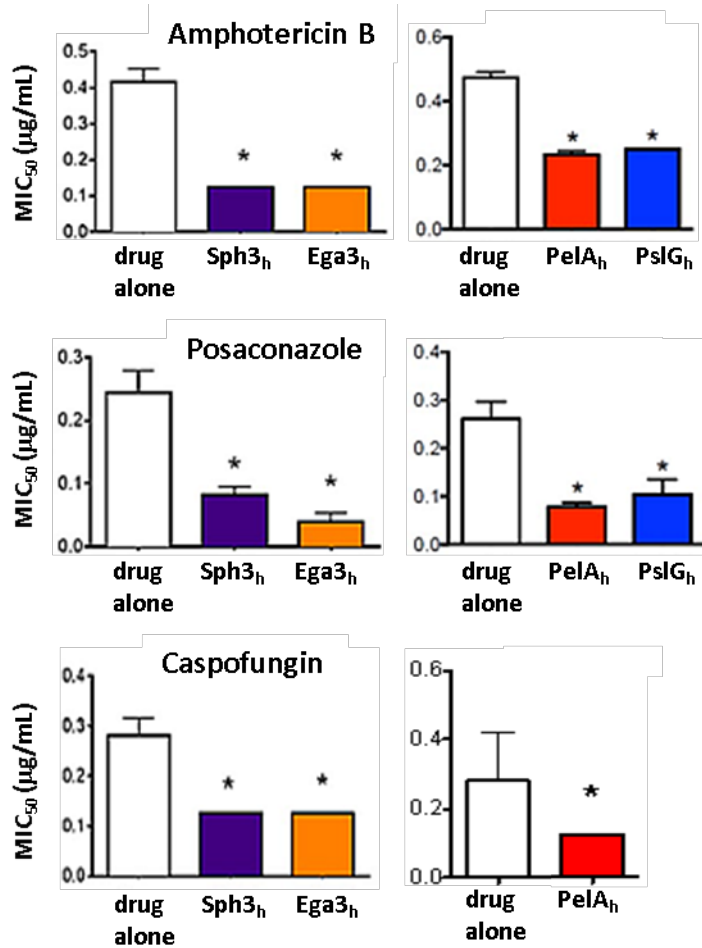 Amphotericin B
MIC₅₀ (µg/mL)
0.5
0.4
0.3
0.2
0.1
0.0
*
*
drug
alone
Sph3ₕ
Ega3ₕ
0.6
0.4
0.2
0.0
*
*
drug
alone
PelAₕ
PslGₕ
Posaconazole
MIC₅₀ (µg/mL)
0.3
0.2
0.1
0.0
*
*
drug
alone
Sph3ₕ
Ega3ₕ
0.4
0.3
0.2
0.1
0.0
*
*
drug
alone
PelAₕ
PslGₕ
Caspofungin
MIC₅₀ (µg/mL)
0.4
0.3
0.2
0.1
0.0
*
*
drug
alone
Sph3ₕ
Ega3ₕ
0.6
0.4
0.2
0.0
*
drug
alone
PelAₕ